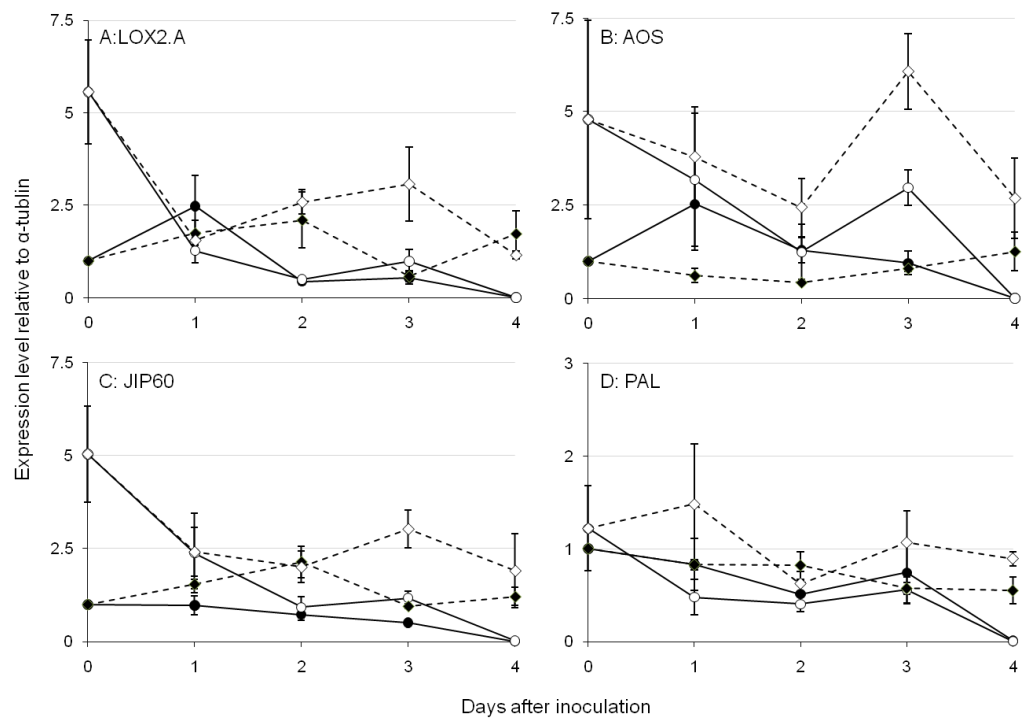 A:LOX2.A
7.5
5
2.5
0
0 1 2 3 4
B: AOS
7.5
5
2.5
0
0 1 2 3 4
C: JIP60
7.5
5
2.5
0
0 1 2 3 4
D: PAL
3
2
1
0
0 1 2 3 4
Expression level relative to α-tublin
Days after inoculation